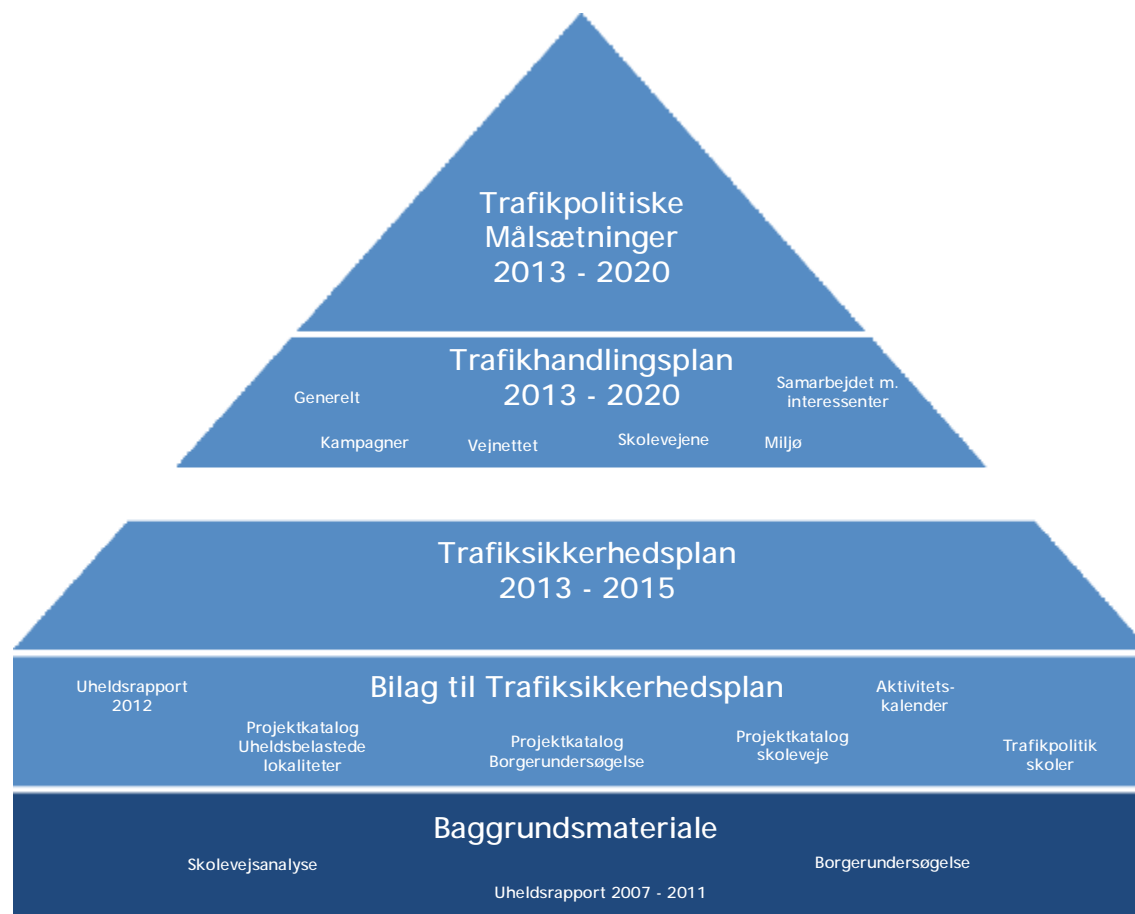 Trafikpolitiske
Målsætninger
2013 - 2020
Trafikhandlingsplan
2013 - 2020
Generelt
Samarbejdet m.
interessenter
Kampagner
Vejnettet
Skolevejene
Miljø
Trafiksikkerhedsplan
2013 - 2015
Bilag til Trafiksikkerhedsplan
Uheldsrapport
2012
Projektkatalog
Uheldsbelastede
lokaliteter
Projektkatalog
Borgerundersøgelse
Projektkatalog
skoleveje
Aktivitets-
kalender
Trafikpolitik
skoler
Baggrundsmateriale
Skolevejsanalyse
Borgerundersøgelse
Uheldsrapport 2007 - 2011